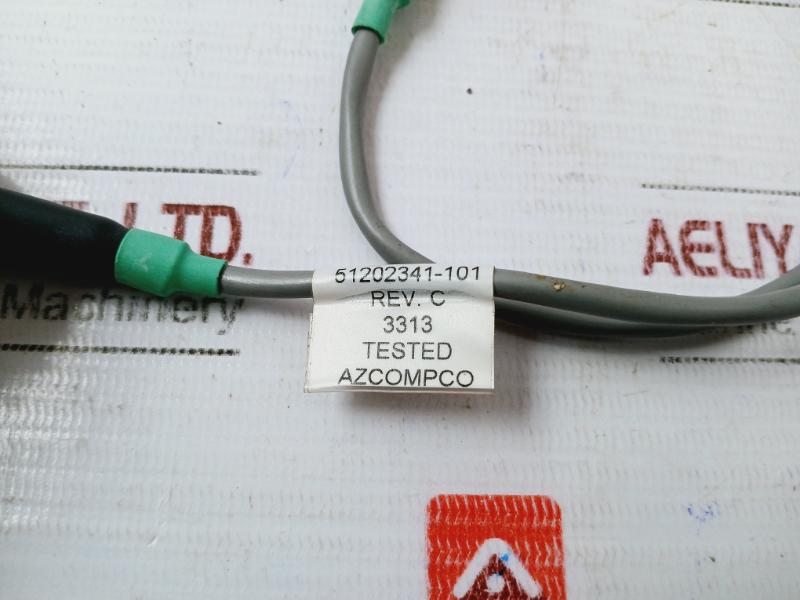 LTD.
Machinery
AELIY
51202341-101
REV. C
3313
TESTED
AZCOMPCO